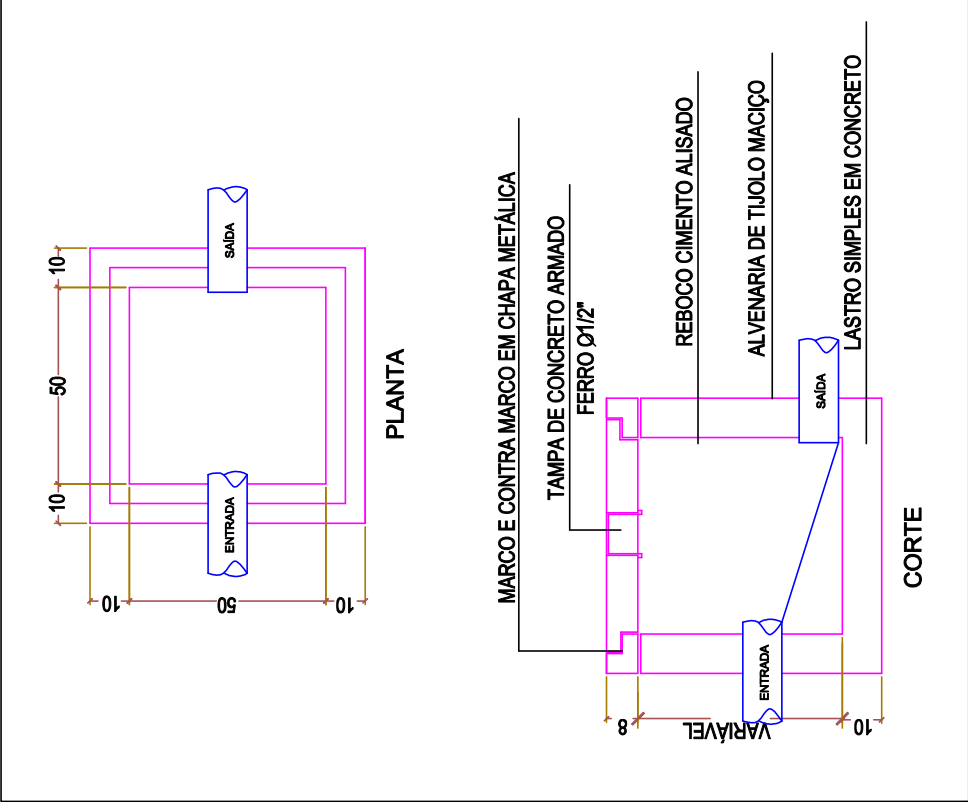 10
50
10
SAÍDA
ENTRADA
10
50
10
PLANTA
MARCO E CONTRA MARCO EM CHAPA METÁLICA
TAMPA DE CONCRETO ARMADO
FERRO Ø1/2"
REBOCO CIMENTO ALISADO
ALVENARIA DE TIJOLO MACIÇO
LASTRO SIMPLES EM CONCRETO
SAÍDA
ENTRADA
8
VARIÁVEL
10
CORTE